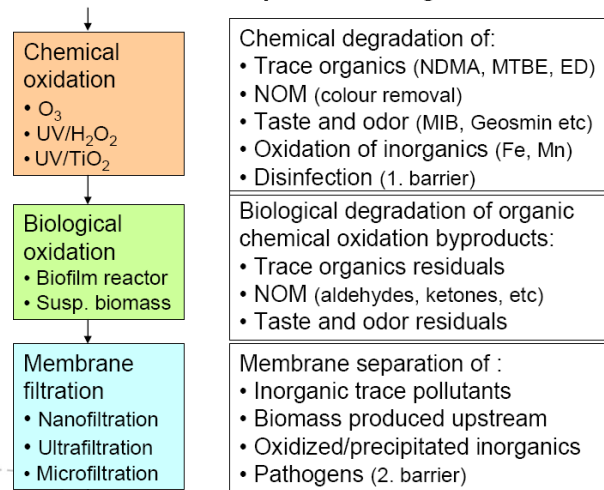 Chemical
oxidation
• O₃
• UV/H₂O₂
• UV/TiO₂
Chemical degradation of:
• Trace organics (NDMA, MTBE, ED)
• NOM (colour removal)
• Taste and odor (MIB, Geosmin etc)
• Oxidation of inorganics (Fe, Mn)
• Disinfection (1. barrier)
Biological
oxidation
• Biofilm reactor
• Susp. biomass
Biological degradation of organic
chemical oxidation byproducts:
• Trace organics residuals
• NOM (aldehydes, ketones, etc)
• Taste and odor residuals
Membrane
filtration
• Nanofiltration
• Ultrafiltration
• Microfiltration
Membrane separation of :
• Inorganic trace pollutants
• Biomass produced upstream
• Oxidized/precipitated inorganics
• Pathogens (2. barrier)